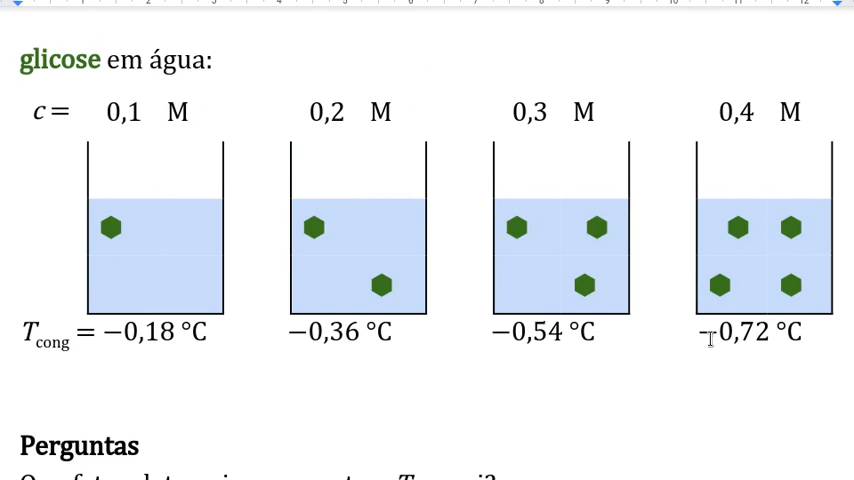 glicose em água:
c = 0,1 M 0,2 M 0,3 M 0,4 M
Tcong = −0,18 °C −0,36 °C −0,54 °C −0,72 °C
Perguntas